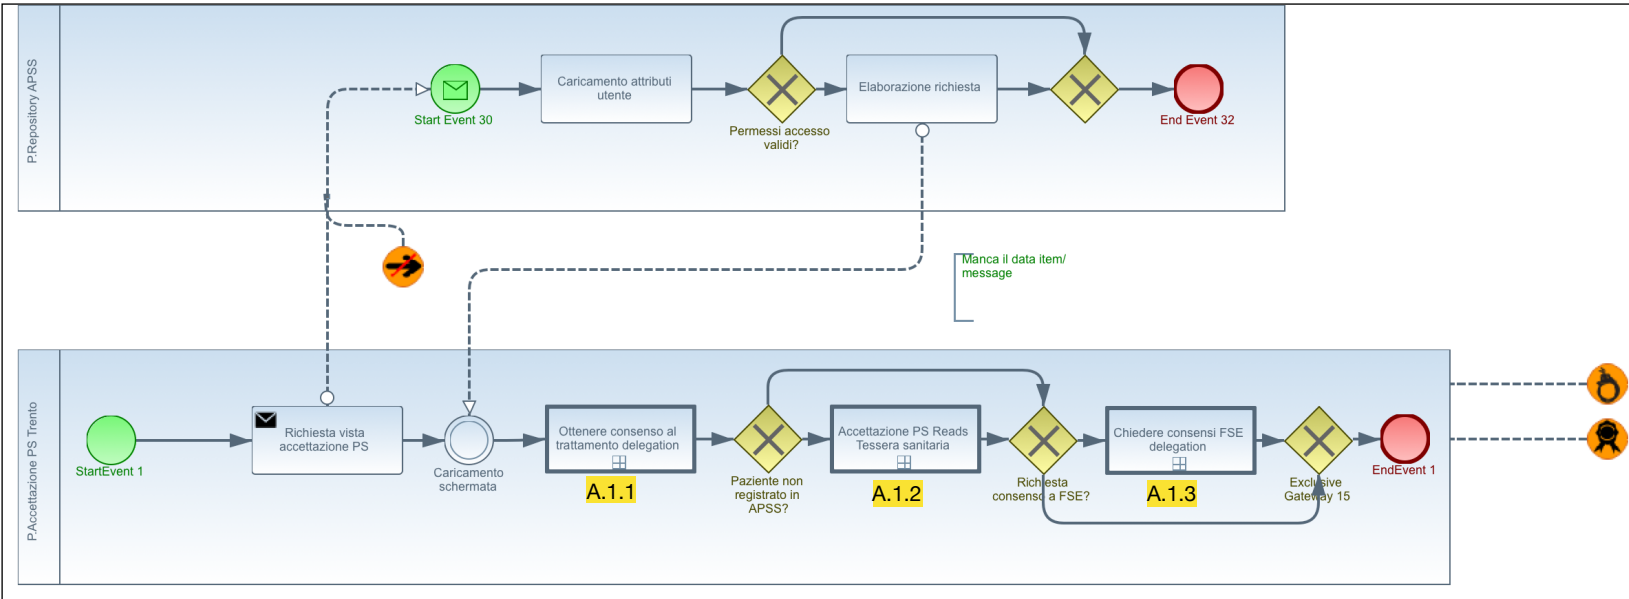 P.Repository APSS
Start Event 30
Caricamento attributi
utente
Permessi accesso
validi?
Elaborazione richiesta
End Event 32
Manca il data item/
message
P.Accettazione PS Trento
StartEvent 1
Richiesta vista
accettazione PS
Caricamento
schermata
Ottenere consenso al
trattamento delegation
A.1.1
Paziente non
registrato in
APSS?
Accettazione PS Reads
Tessera sanitaria
A.1.2
Richiesta
consenso a FSE?
Chiedere consensi FSE
delegation
A.1.3
Exclusive
Gateway 15
EndEvent 1